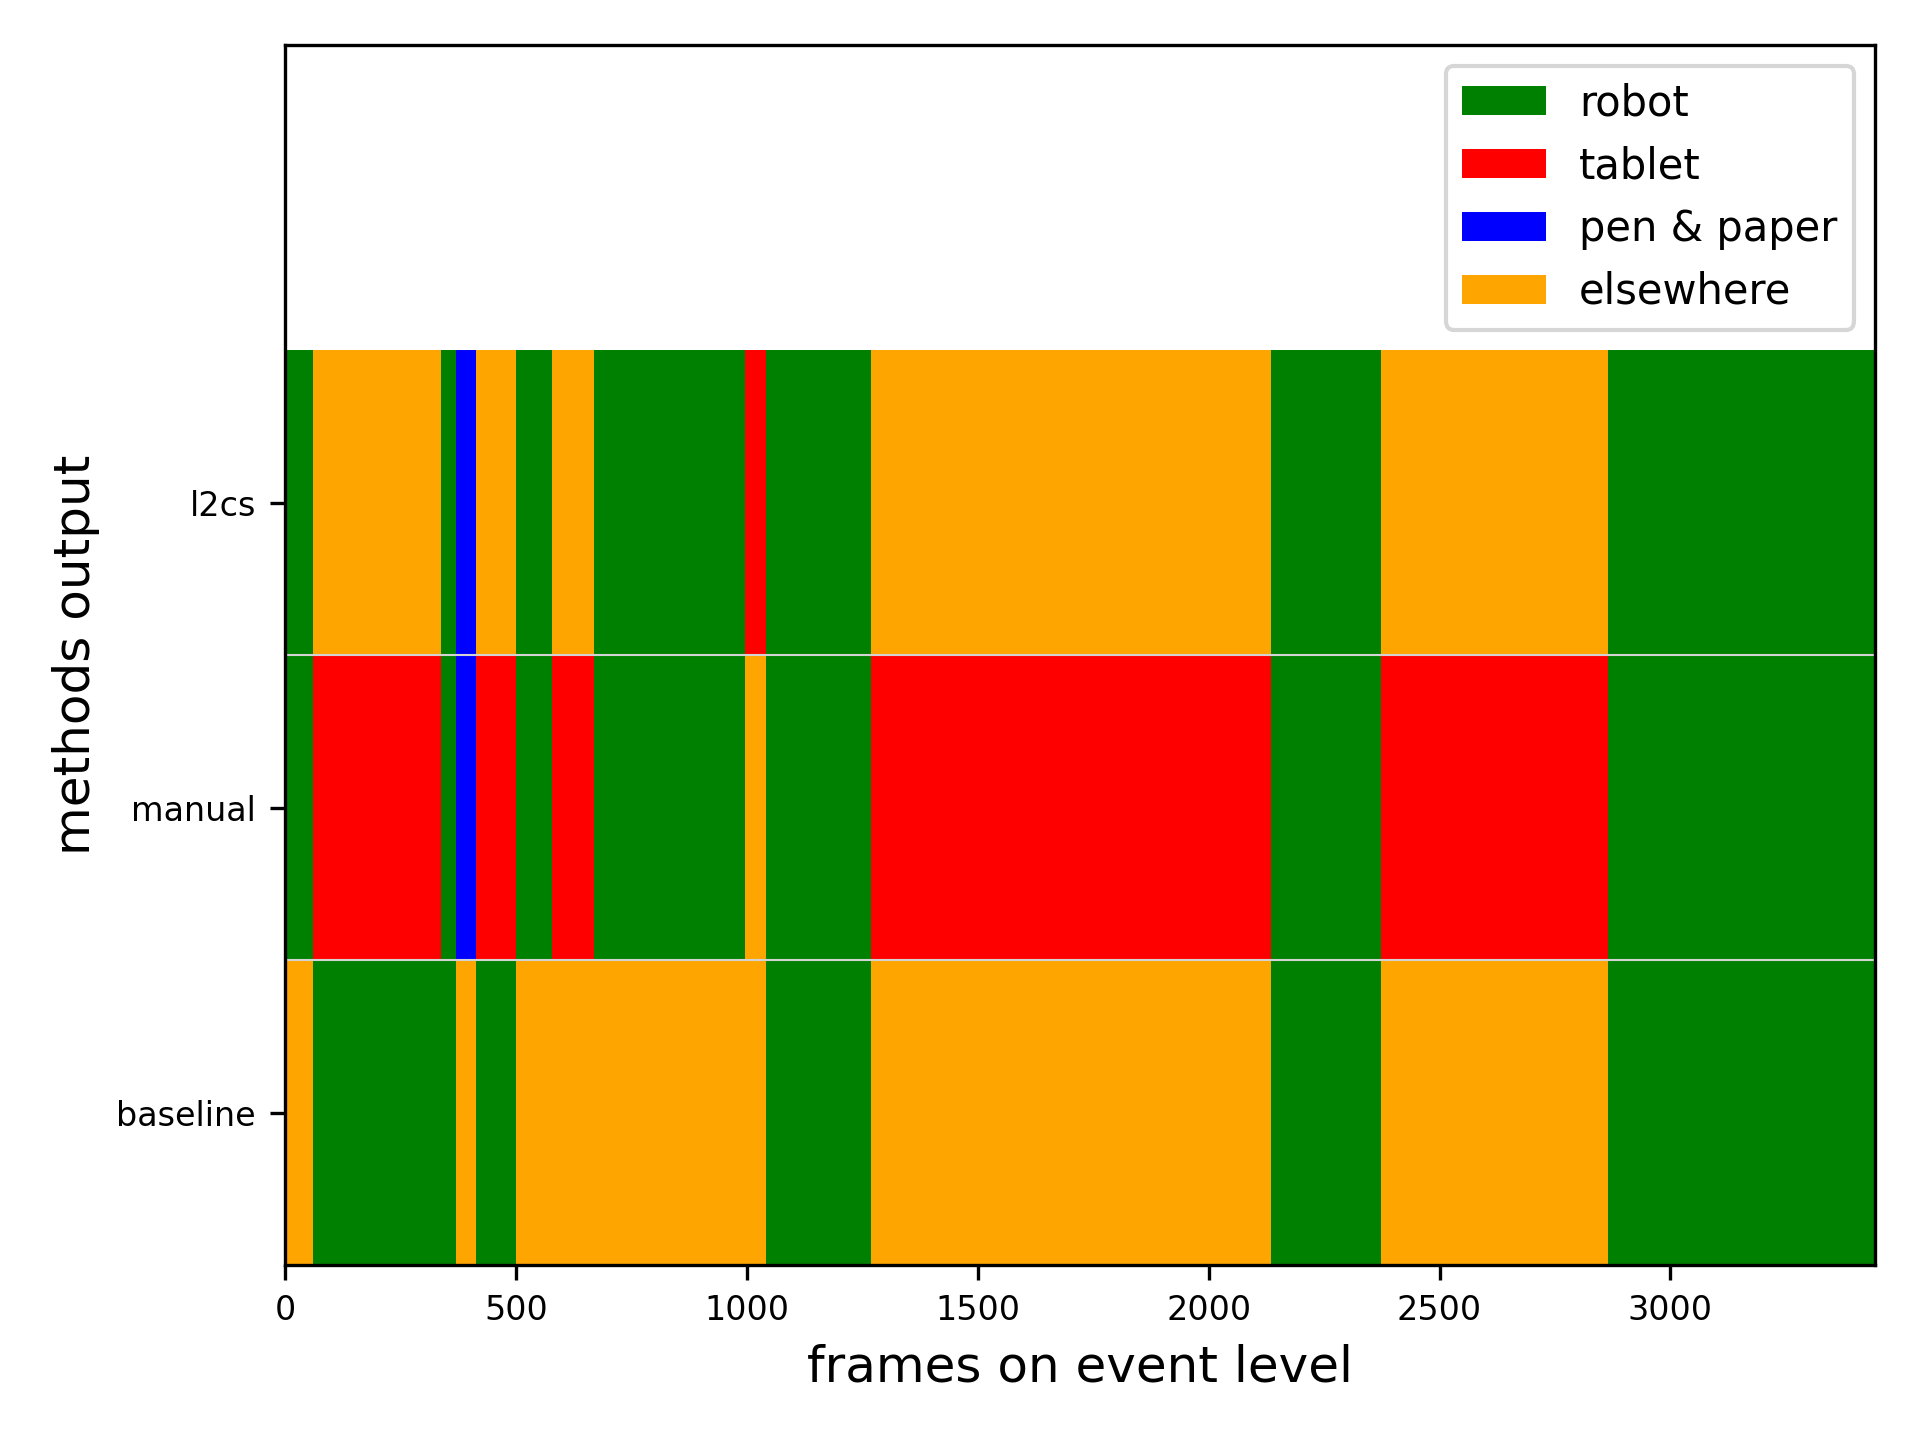 robot
tablet
pen & paper
elsewhere
methods output
l2cs
manual
baseline
0 500 1000 1500 2000 2500 3000
frames on event level